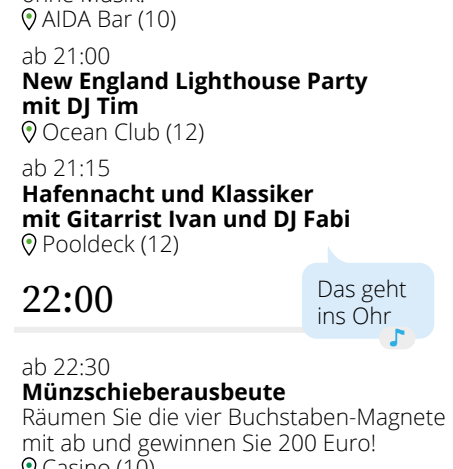 AIDA Bar (10)
ab 21:00
New England Lighthouse Party
mit DJ Tim
Ocean Club (12)
ab 21:15
Hafennacht und Klassiker
mit Gitarrist Ivan und DJ Fabi
Pooldeck (12)
Das geht
ins Ohr
22:00
ab 22:30
Münzschieberausbeute
Räumen Sie die vier Buchstaben-Magnete
mit ab und gewinnen Sie 200 Euro!
Casino (10)